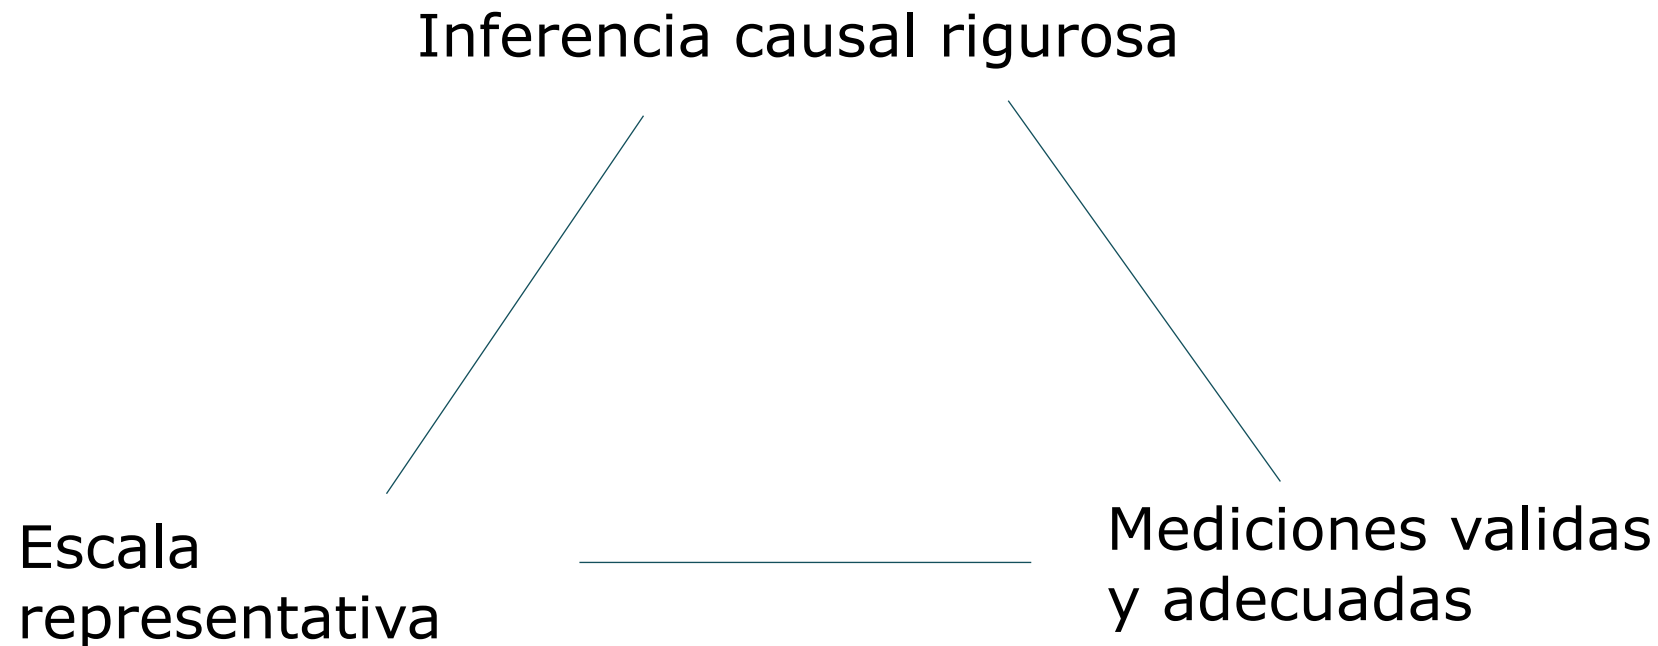 Inferencia causal rigurosa
Escala
representativa
Mediciones validas
y adecuadas